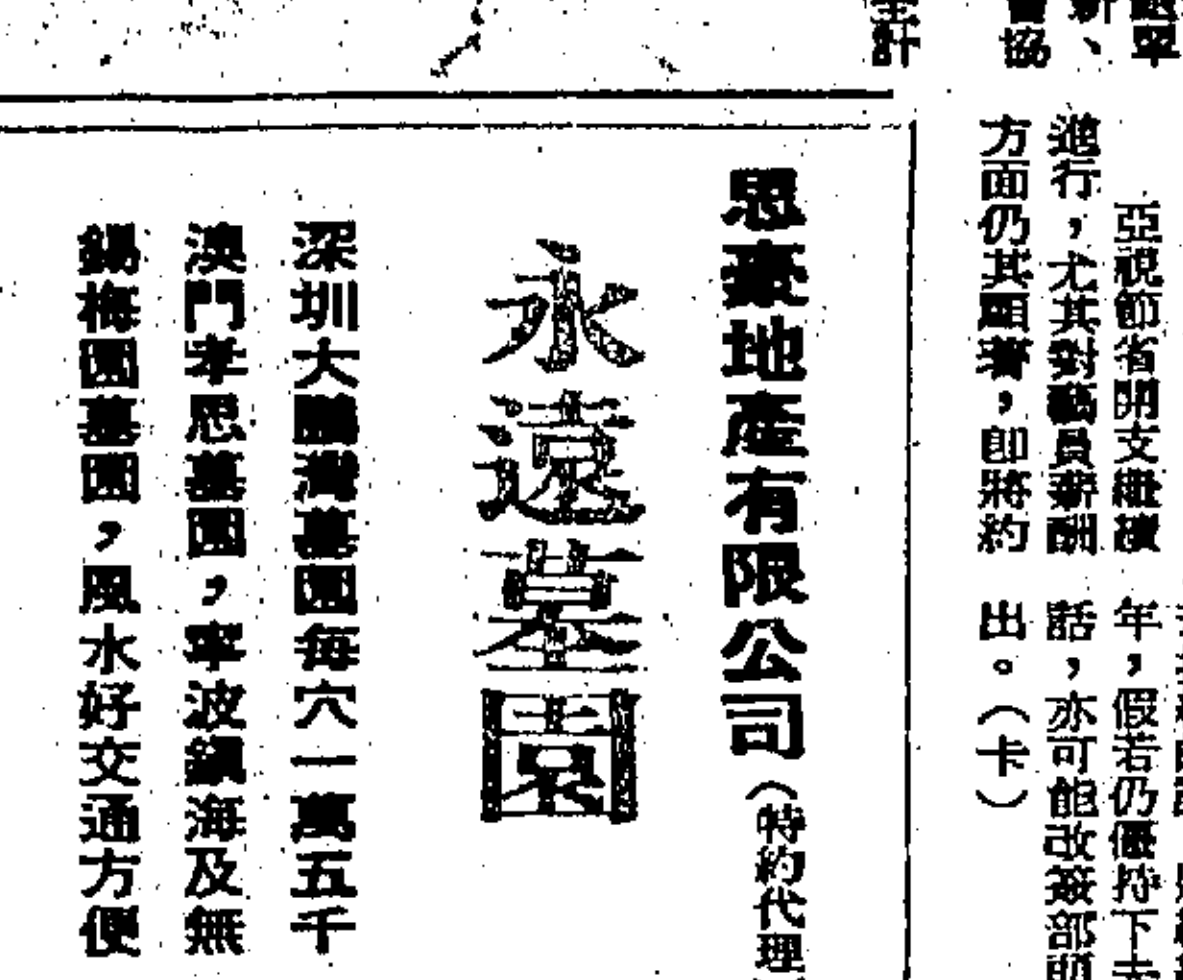 亞視節省開支繼續
進行，尤其對藝員薪酬
方面仍其顯著，即將約
年，假若仍僵持下去
話，亦可能改簽部頭
出。（卡）
思豪地產有限公司（特約代理
永遠墓園
深圳大鵬灣墓園每穴一萬五千
澳門孝思墓園，寧波鎮海及無
錫梅園墓園，風水好交通方便